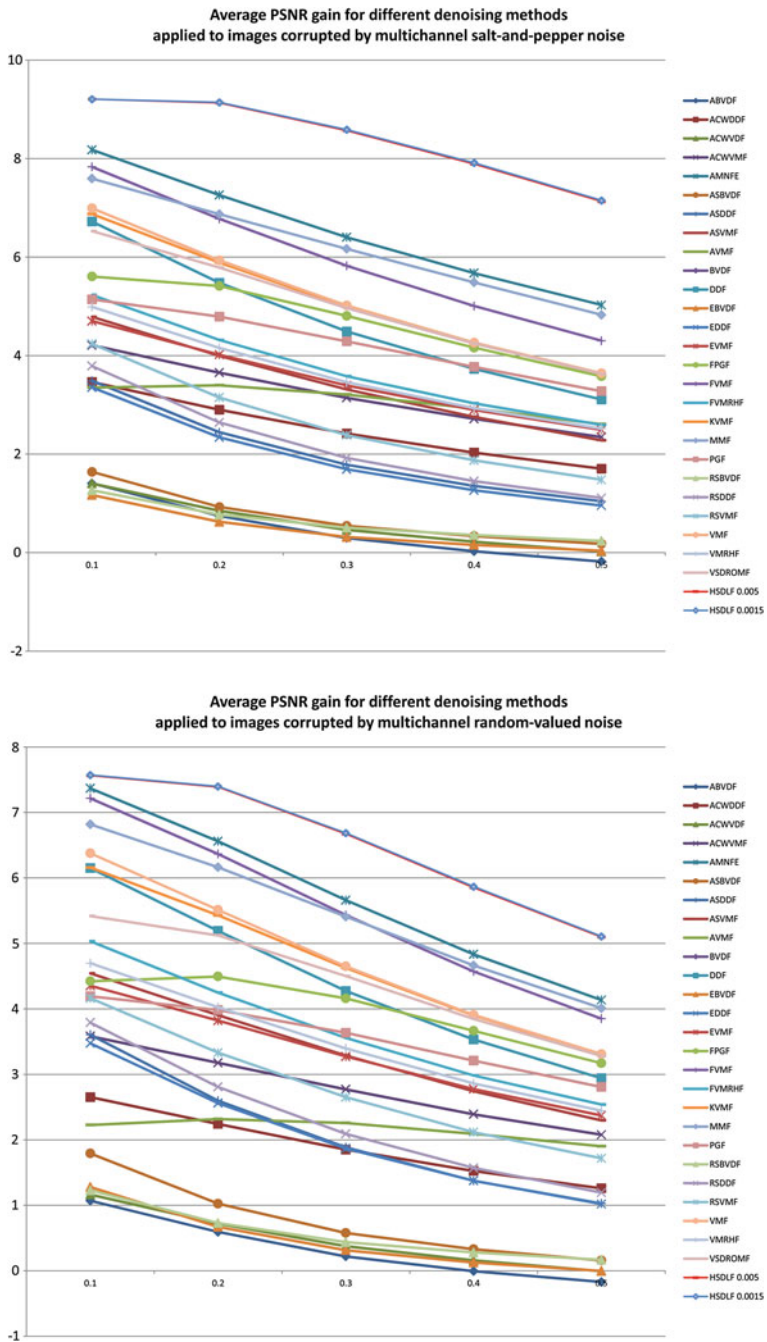 Average PSNR gain for different denoising methods
applied to images corrupted by multichannel salt-and-pepper noise
10
8
6
4
2
0
-2
0.1
0.2
0.3
0.4
0.5
ABVDF
ACWDDF
ACWVDF
ACWVMF
AMNFE
ASBVDF
ASDDF
ASVMF
AVMF
BVDF
DDF
EBVDF
EDDF
EVMF
FPGF
FVMF
FVMRHF
KVMF
MMF
PGF
RSBVDF
RSDDF
RSVMF
VMF
VMRHF
VSDROMF
HSDLF 0.005
HSDLF 0.0015
Average PSNR gain for different denoising methods
applied to images corrupted by multichannel random-valued noise
8
7
6
5
4
3
2
1
0
-1
0.1
0.2
0.3
0.4
0.5
ABVDF
ACWDDF
ACWVDF
ACWVMF
AMNFE
ASBVDF
ASDDF
ASVMF
AVMF
BVDF
DDF
EBVDF
EDDF
EVMF
FPGF
FVMF
FVMRHF
KVMF
MMF
PGF
RSBVDF
RSDDF
RSVMF
VMF
VMRHF
VSDROMF
HSDLF 0.005
HSDLF 0.0015